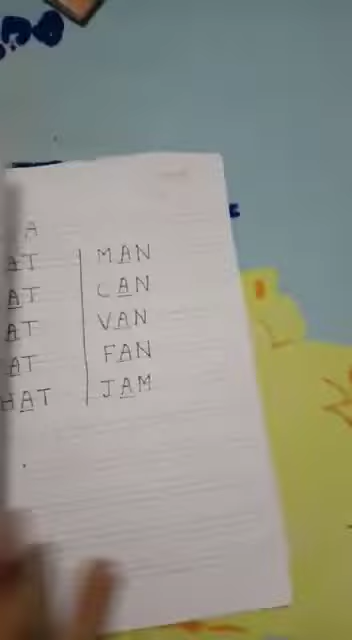 A
AT MAN
AT CAN
AT VAN
AT FAN
HAT JAM